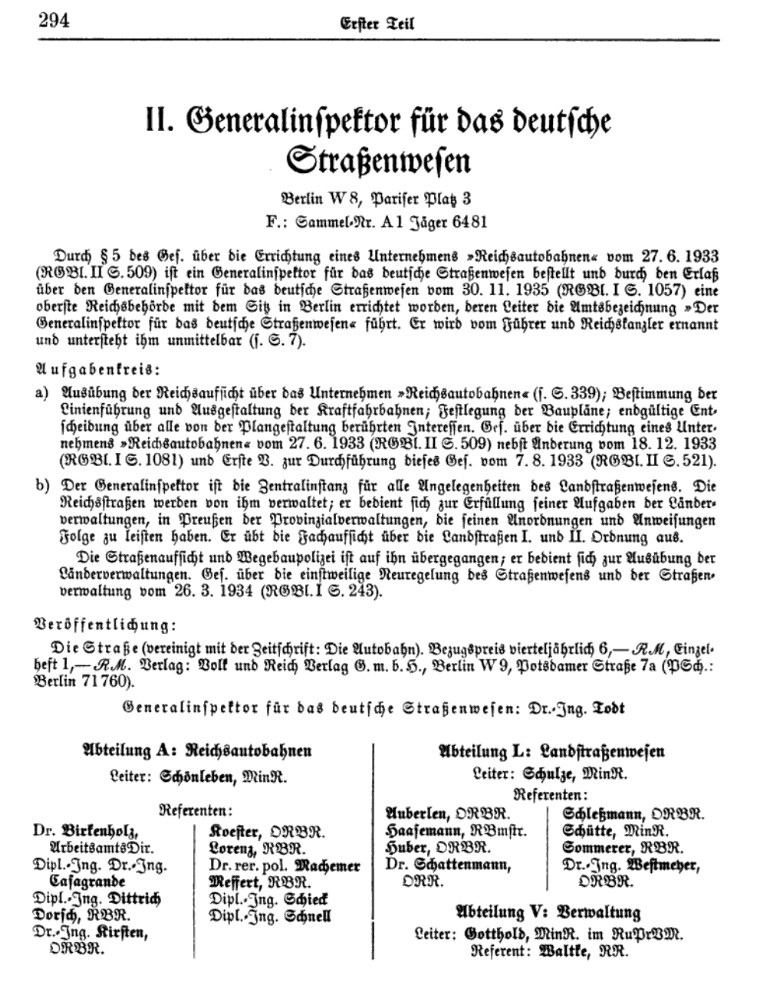 294
Erster Teil
II. Generalinspektor für das deutsche
Straßenwesen
Berlin W 8, Pariser Platz 3
F.: Sammel-Nr. A 1 Jäger 6481
Durch § 5 des Ges. über die Errichtung eines Unternehmens »Reichsautobahnen« vom 27. 6. 1933
(RGBl. II S. 509) ist ein Generalinspektor für das deutsche Straßenwesen bestellt und durch den Erlaß
über den Generalinspektor für das deutsche Straßenwesen vom 30. 11. 1935 (RGBl. I S. 1057) eine
oberste Reichsbehörde mit dem Sitz in Berlin errichtet worden, deren Leiter die Amtsbezeichnung »Der
Generalinspektor für das deutsche Straßenwesen« führt. Er wird vom Führer und Reichskanzler ernannt
und untersteht ihm unmittelbar (s. S. 7).
Aufgabenkreis:
a) Ausübung der Reichsaufsicht über das Unternehmen »Reichsautobahnen« (s. S. 339); Bestimmung der
Linienführung und Ausgestaltung der Kraftfahrbahnen; Festlegung der Baupläne; endgültige Ent-
scheidung über alle von der Plangestaltung berührten Interessen. Ges. über die Errichtung eines Unter-
nehmens »Reichsautobahnen« vom 27. 6. 1933 (RGBl. II S. 509) nebst Änderung vom 18. 12. 1933
(RGBl. I S. 1081) und Erste V. zur Durchführung dieses Ges. vom 7. 8. 1933 (RGBl. II S. 521).
b) Der Generalinspektor ist die Zentralinstanz für alle Angelegenheiten des Landstraßenwesens. Die
Reichsstraßen werden von ihm verwaltet; er bedient sich zur Erfüllung seiner Aufgaben der Länder-
verwaltungen, in Preußen der Provinzialverwaltungen, die seinen Anordnungen und Anweisungen
Folge zu leisten haben. Er übt die Fachaufsicht über die Landstraßen I. und II. Ordnung aus.
Die Straßenaufsicht und Wegebaupolizei ist auf ihn übergegangen; er bedient sich zur Ausübung der
Länderverwaltungen. Ges. über die einstweilige Neuregelung des Straßenwesens und der Straßen-
verwaltung vom 26. 3. 1934 (RGBl. I S. 243).
Veröffentlichung:
Die Straße (vereinigt mit der Zeitschrift: Die Autobahn). Bezugspreis vierteljährlich 6,— RM, Einzel-
heft 1,— RM. Verlag: Volk und Reich Verlag G. m. b. H., Berlin W 9, Potsdamer Straße 7a (PSch.:
Berlin 71 760).
Generalinspektor für das deutsche Straßenwesen: Dr.-Ing. Todt
Abteilung A: Reichsautobahnen
Leiter: Schönleben, MinR.
Referenten:
Dr. Birkenholz,
ArbeitsamtsDir.
Dipl.-Ing. Dr.-Ing.
Casagrande
Dipl.-Ing. Dittrich
Dorsch, RBR.
Dr.-Ing. Kirsten,
ORBR.
Koester, ORBR.
Lorenz, RBR.
Dr. rer. pol. Machemer
Meffert, RBR.
Dipl.-Ing. Schieck
Dipl.-Ing. Schnell
Abteilung L: Landstraßenwesen
Leiter: Schulze, MinR.
Referenten:
Auberlen, ORBR.
Haasemann, RBmstr.
Huber, ORBR.
Dr. Schattenmann,
ORR.
Schleßmann, ORBR.
Schütte, MinR.
Sommerer, RBR.
Dr.-Ing. Westmeyer,
ORBR.
Abteilung V: Verwaltung
Leiter: Gotthold, MinR. im RuPrVM.
Referent: Waltke, RR.